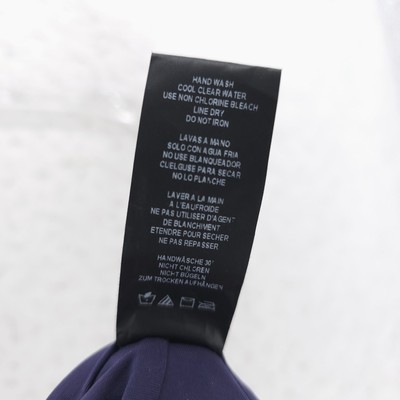 HAND WASH
COOL CLEAR WATER
USE NON CHLORINE BLEACH
LINE DRY
DO NOT IRON
LAVAS A MANO
SOLO CON AGUA FRIA
NO USE BLANQUEADOR
CUELGUSE PARA SECAR
NO LO PLANCHE
LAVER A LA MAIN
A L'EAUFROIDE
NE PAS UTILISER D'AGENT
DE BLANCHIMENT
ETENDRE POUR SECHER
NE PAS REPASSER
HANDWÄSCHE 30°
NICHT CHLOREN
NICHT BÜGELN
ZUM TROCKEN AUFHÄNGEN